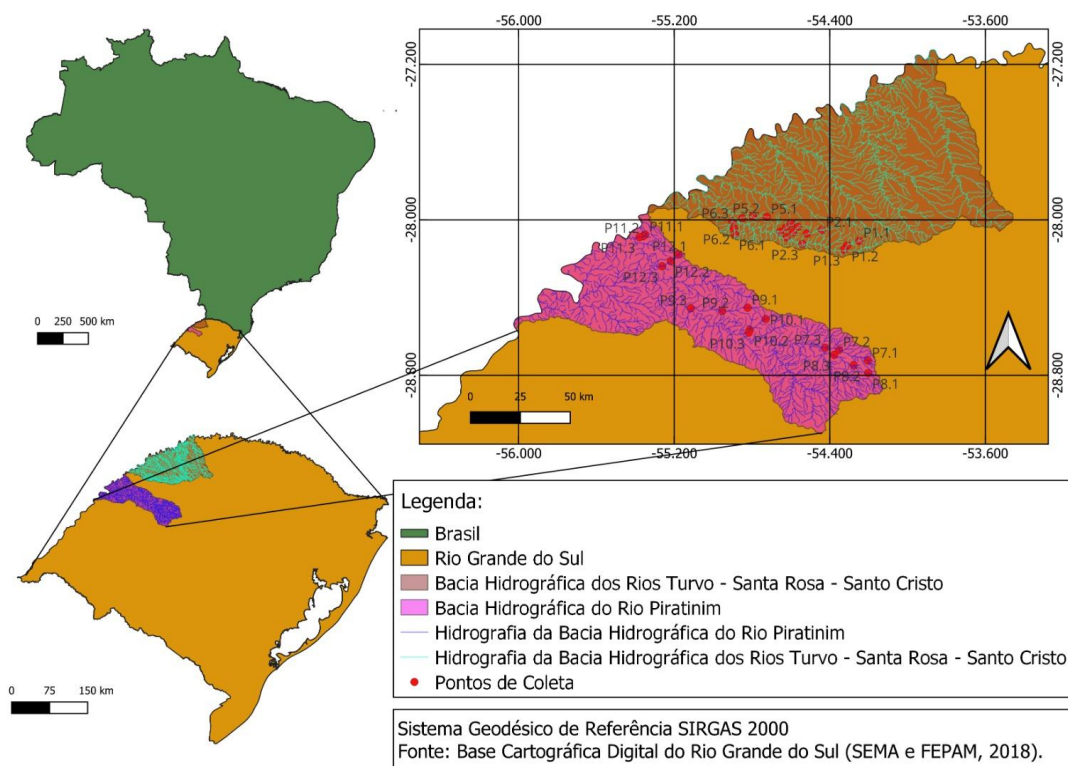 -56.000 -55.200 -54.400 -53.600
-27.200
-28.000
-28.800
P6.3 P5.2 P5.1
P2.1
P11.2 P11.1
P6.2 P6.1
P1.1
P11.3 P12.1
P2.3 P1.3 P1.2
P12.3 P12.2
P9.3 P9.2 P9.1
P10.1
P10.3 P10.2 P7.3 P7.2
P7.1
P8.3 P8.2 P8.1
0 25 50 km
-56.000 -55.200 -54.400 -53.600
0 250 500 km
0 75 150 km
Legenda:
Brasil
Rio Grande do Sul
Bacia Hidrográfica dos Rios Turvo - Santa Rosa - Santo Cristo
Bacia Hidrográfica do Rio Piratinim
Hidrografia da Bacia Hidrográfica do Rio Piratinim
Hidrografia da Bacia Hidrográfica dos Rios Turvo - Santa Rosa - Santo Cristo
Pontos de Coleta
Sistema Geodésico de Referência SIRGAS 2000
Fonte: Base Cartográfica Digital do Rio Grande do Sul (SEMA e FEPAM, 2018).